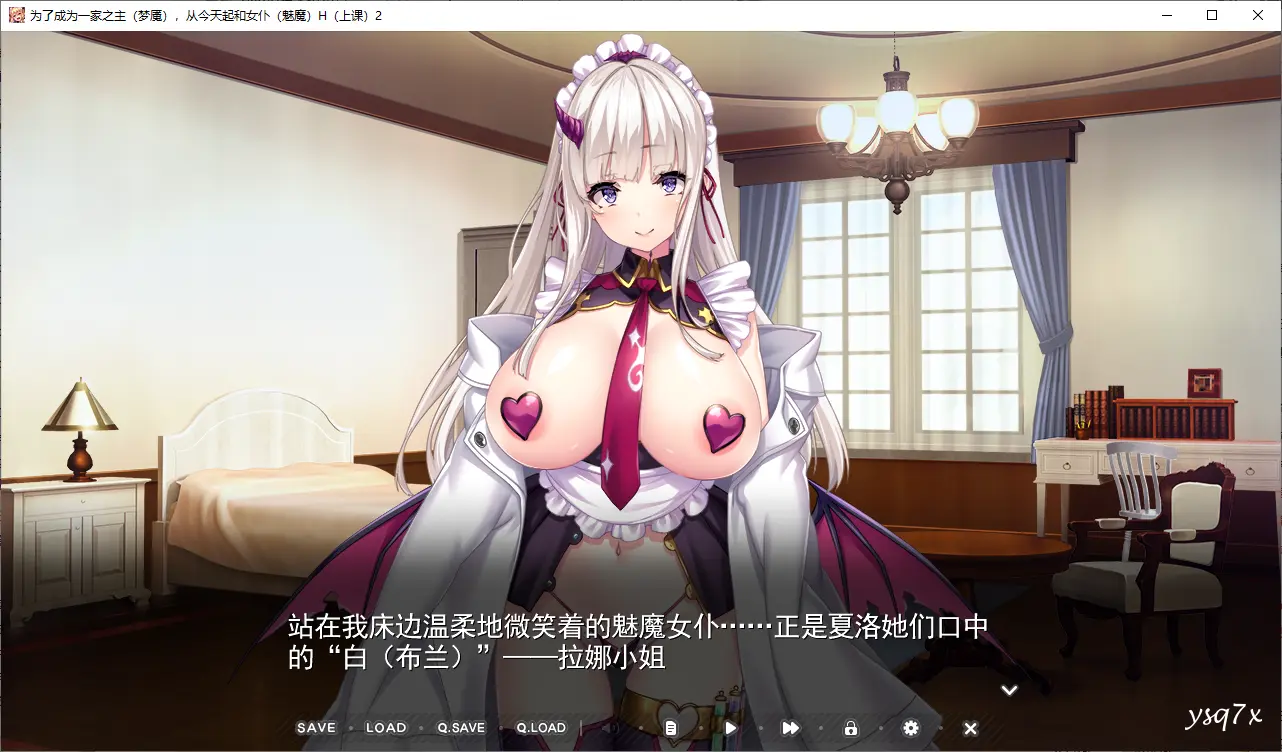 为了成为一家之主（梦魇），从今天起和女仆（魅魔）H（上课）2
站在我床边温柔地微笑着的魅魔女仆……正是夏洛她们口中
的“白（布兰）”——拉娜小姐
SAVE LOAD Q.SAVE Q.LOAD
ysq7x